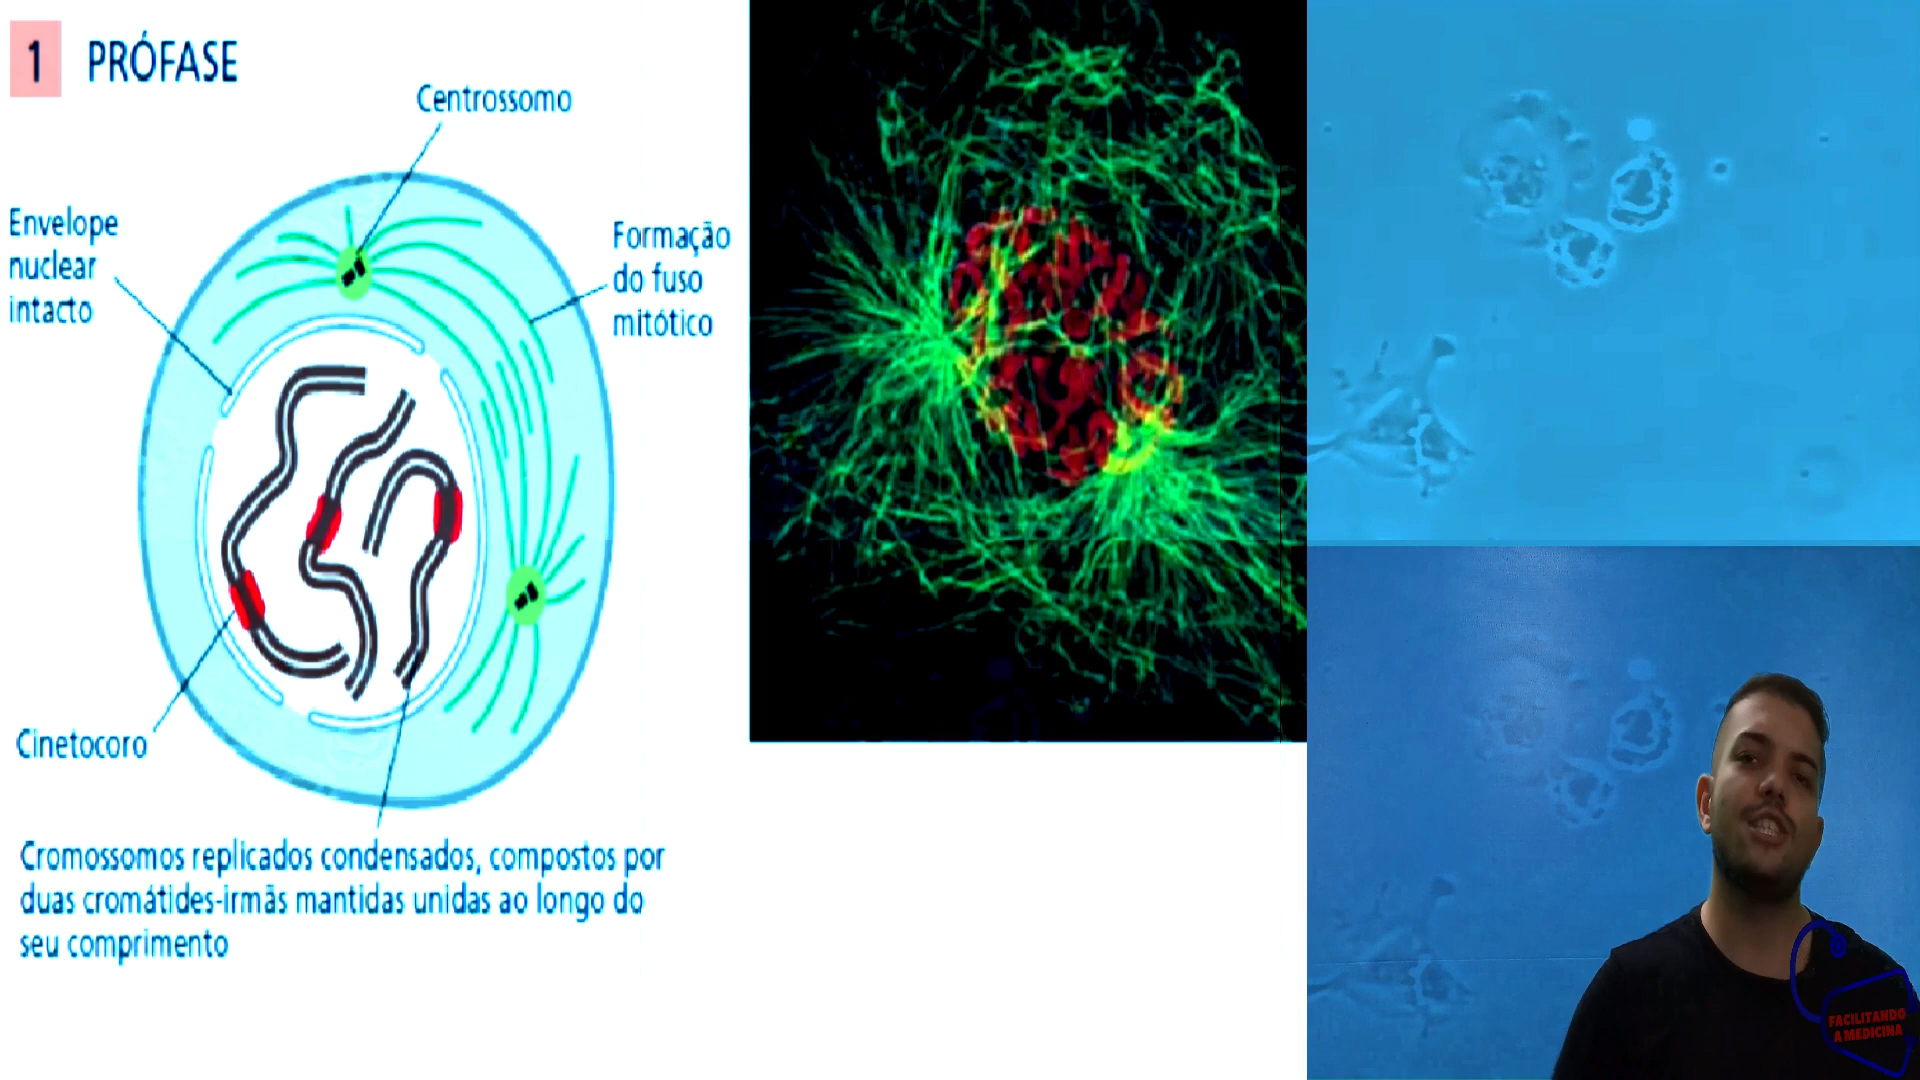 1 PRÓFASE
Centrossomo
Envelope
nuclear
intacto
Formação
do fuso
mitótico
Cinetocoro
Cromossomos replicados condensados, compostos por
duas cromátides-irmãs mantidas unidas ao longo do
seu comprimento
FACILITANDO
A MEDICINA